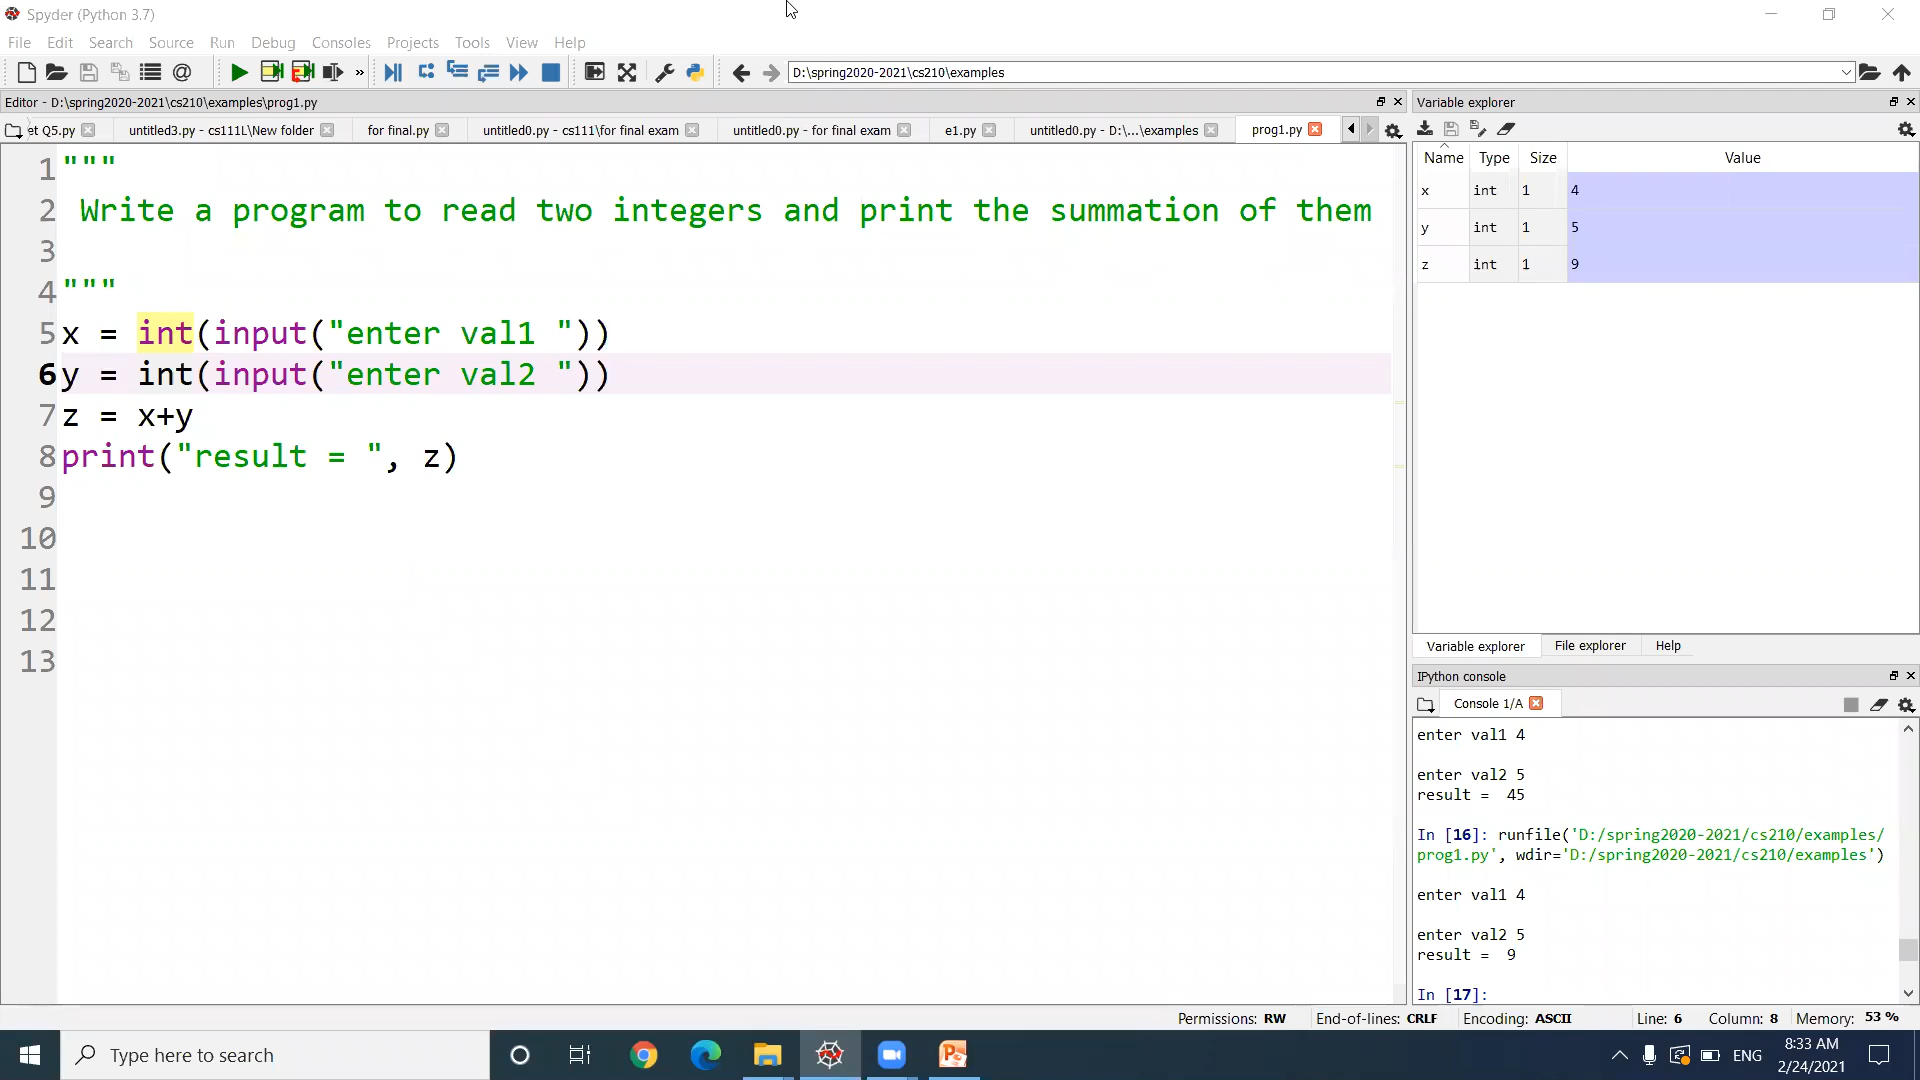 Spyder (Python 3.7)
File Edit Search Source Run Debug Consoles Projects Tools View Help
D:\spring2020-2021\cs210\examples
Editor - D:\spring2020-2021\cs210\examples\prog1.py
et Q5.py untitled3.py - cs111L\New folder for final.py untitled0.py - cs111\for final exam untitled0.py - for final exam e1.py untitled0.py - D:\...\examples prog1.py
1 """
2 Write a program to read two integers and print the summation of them
3
4 """
5 x = int(input("enter val1 "))
6 y = int(input("enter val2 "))
7 z = x+y
8 print("result = ", z)
9
10
11
12
13
Variable explorer
Name Type Size Value
x int 1 4
y int 1 5
z int 1 9
Variable explorer File explorer Help
IPython console
Console 1/A
enter val1 4
enter val2 5
result =  45
In [16]: runfile('D:/spring2020-2021/cs210/examples/
prog1.py', wdir='D:/spring2020-2021/cs210/examples')
enter val1 4
enter val2 5
result =  9
In [17]:
Permissions: RW End-of-lines: CRLF Encoding: ASCII Line: 6 Column: 8 Memory: 53 %
Type here to search
ENG
8:33 AM
2/24/2021